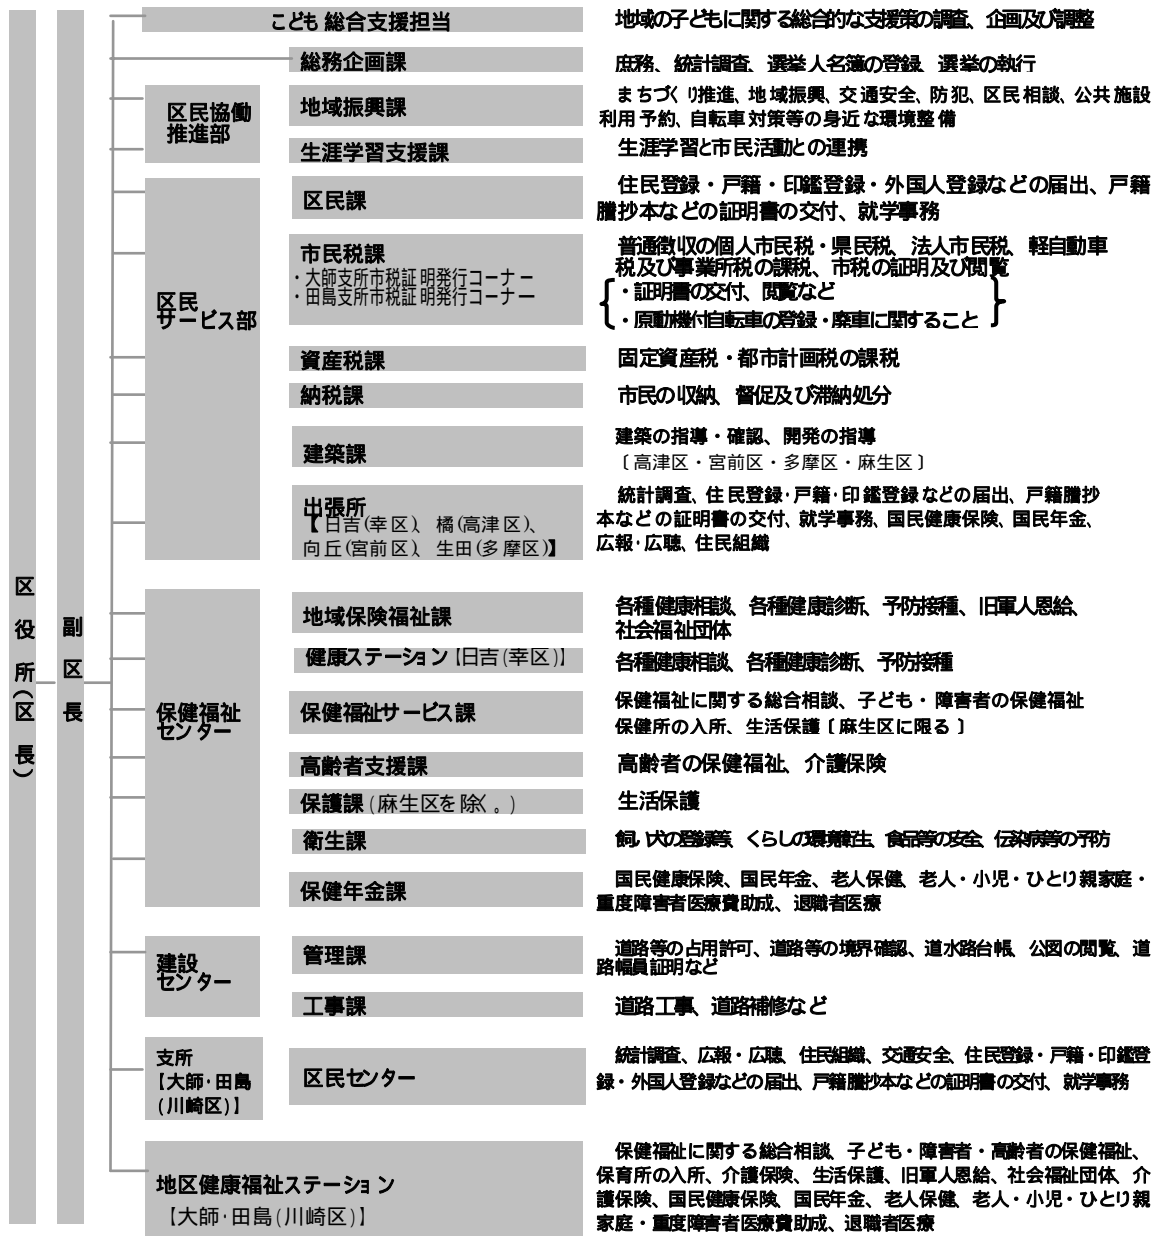 区役所(区長)
副区長
こども総合支援担当
地域の子どもに関する総合的な支援策の調査、企画及び調整
総務企画課
庶務、統計調査、選挙人名簿の登録、選挙の執行
区民協働
推進部
地域振興課
まちづくり推進、地域振興、交通安全、防犯、区民相談、公共施設
利用予約、自転車対策等の身近な環境整備
生涯学習支援課
生涯学習と市民活動との連携
区民
サービス部
区民課
住民登録・戸籍・印鑑登録・外国人登録などの届出、戸籍
謄抄本などの証明書の交付、就学事務
市民税課
・大師支所市税証明発行コーナー
・田島支所市税証明発行コーナー
普通徴収の個人市民税・県民税、法人市民税、軽自動車
税及び事業所税の課税、市税の証明及び閲覧
・証明書の交付、閲覧など
・原動機付自転車の登録・廃車に関すること
資産税課
固定資産税・都市計画税の課税
納税課
市民の収納、督促及び滞納処分
建築課
建築の指導・確認、開発の指導
〔高津区・宮前区・多摩区・麻生区〕
出張所
【日吉(幸区)、橘(高津区)、
向丘(宮前区)、生田(多摩区)】
統計調査、住民登録・戸籍・印鑑登録などの届出、戸籍謄抄
本などの証明書の交付、就学事務、国民健康保険、国民年金、
広報・広聴、住民組織
保健福祉
センター
地域保険福祉課
各種健康相談、各種健康診断、予防接種、旧軍人恩給、
社会福祉団体
健康ステーション【日吉(幸区)】
各種健康相談、各種健康診断、予防接種
保健福祉サービス課
保健福祉に関する総合相談、子ども・障害者の保健福祉
保健所の入所、生活保護〔麻生区に限る〕
高齢者支援課
高齢者の保健福祉、介護保険
保護課(麻生区を除く。)
生活保護
衛生課
飼い犬の登録等、くらしの環境衛生、食品等の安全、伝染病等の予防
保健年金課
国民健康保険、国民年金、老人保健、老人・小児・ひとり親家庭・
重度障害者医療費助成、退職者医療
建設
センター
管理課
道路等の占用許可、道路等の境界確認、道水路台帳、公図の閲覧、道
路幅員証明など
工事課
道路工事、道路補修など
支所
【大師・田島
(川崎区)】
区民センター
統計調査、広報・広聴、住民組織、交通安全、住民登録・戸籍・印鑑登
録・外国人登録などの届出、戸籍謄抄本などの証明書の交付、就学事務
地区健康福祉ステーション
【大師・田島(川崎区)】
保健福祉に関する総合相談、子ども・障害者・高齢者の保健福祉、
保育所の入所、介護保険、生活保護、旧軍人恩給、社会福祉団体、介
護保険、国民健康保険、国民年金、老人保健、老人・小児・ひとり親
家庭・重度障害者医療費助成、退職者医療